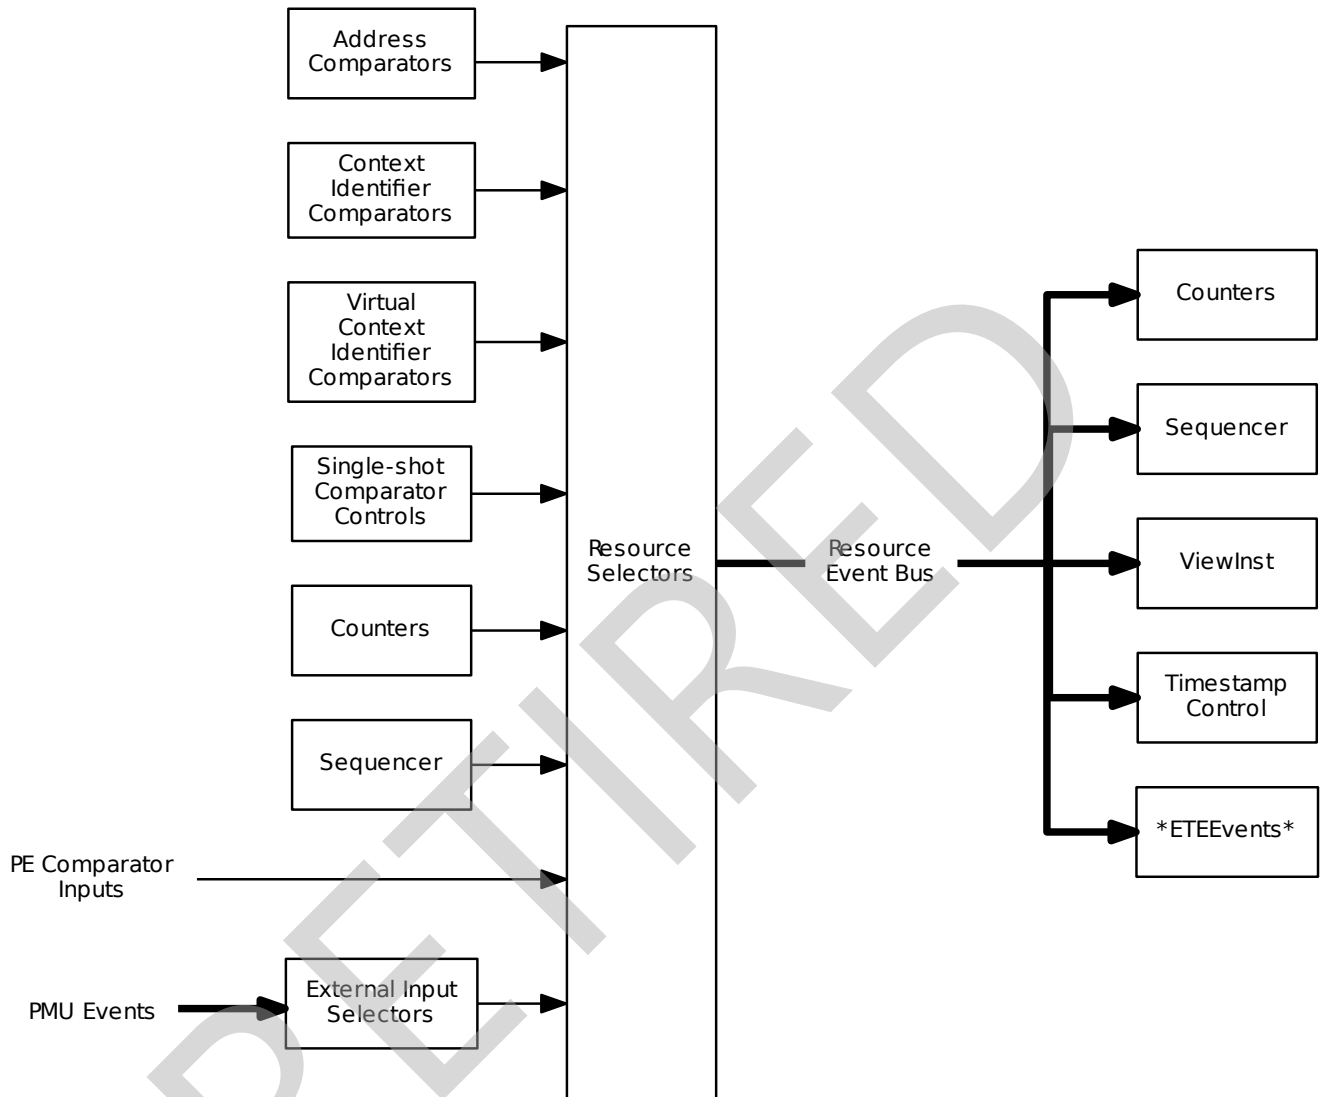 Address
Comparators
Context
Identifier
Comparators
Virtual
Context
Identifier
Comparators
Single-shot
Comparator
Controls
Counters
Sequencer
PE Comparator
Inputs
PMU Events
External Input
Selectors
Resource
Selectors
Resource
Event Bus
Counters
Sequencer
ViewInst
Timestamp
Control
*ETEEvents*
RETIRED